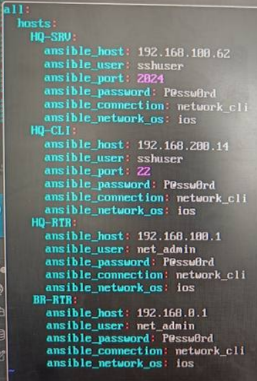 all:
  hosts:
    HQ-SRV:
      ansible_host: 192.168.100.62
      ansible_user: sshuser
      ansible_port: 2024
      ansible_password: P@ssw0rd
      ansible_connection: network_cli
      ansible_network_os: ios
    HQ-CLI:
      ansible_host: 192.168.200.14
      ansible_user: sshuser
      ansible_port: 22
      ansible_password: P@ssw0rd
      ansible_connection: network_cli
      ansible_network_os: ios
    HQ-RTR:
      ansible_host: 192.168.100.1
      ansible_user: net_admin
      ansible_password: P@ssw0rd
      ansible_connection: network_cli
      ansible_network_os: ios
    BR-RTR:
      ansible_host: 192.168.0.1
      ansible_user: net_admin
      ansible_password: P@ssw0rd
      ansible_connection: network_cli
      ansible_network_os: ios